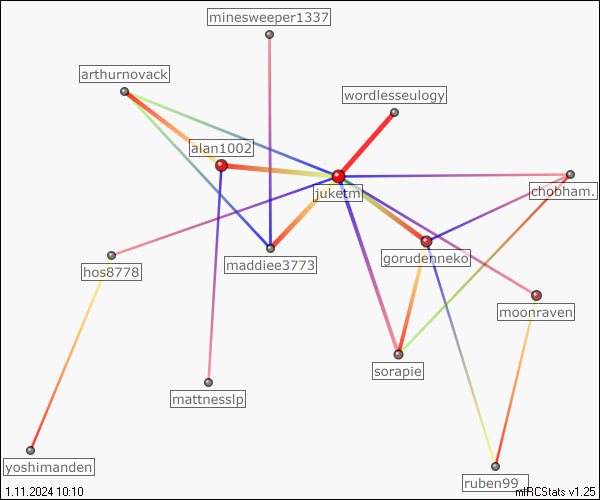 minesweeper1337
arthurnovack
wordlesseulogy
alan1002
juketm
chobham.
gorudenneko
maddiee3773
hos8778
moonraven
sorapie
mattnesslp
yoshimanden
ruben99_
1.11.2024 10:10
mIRCStats v1.25